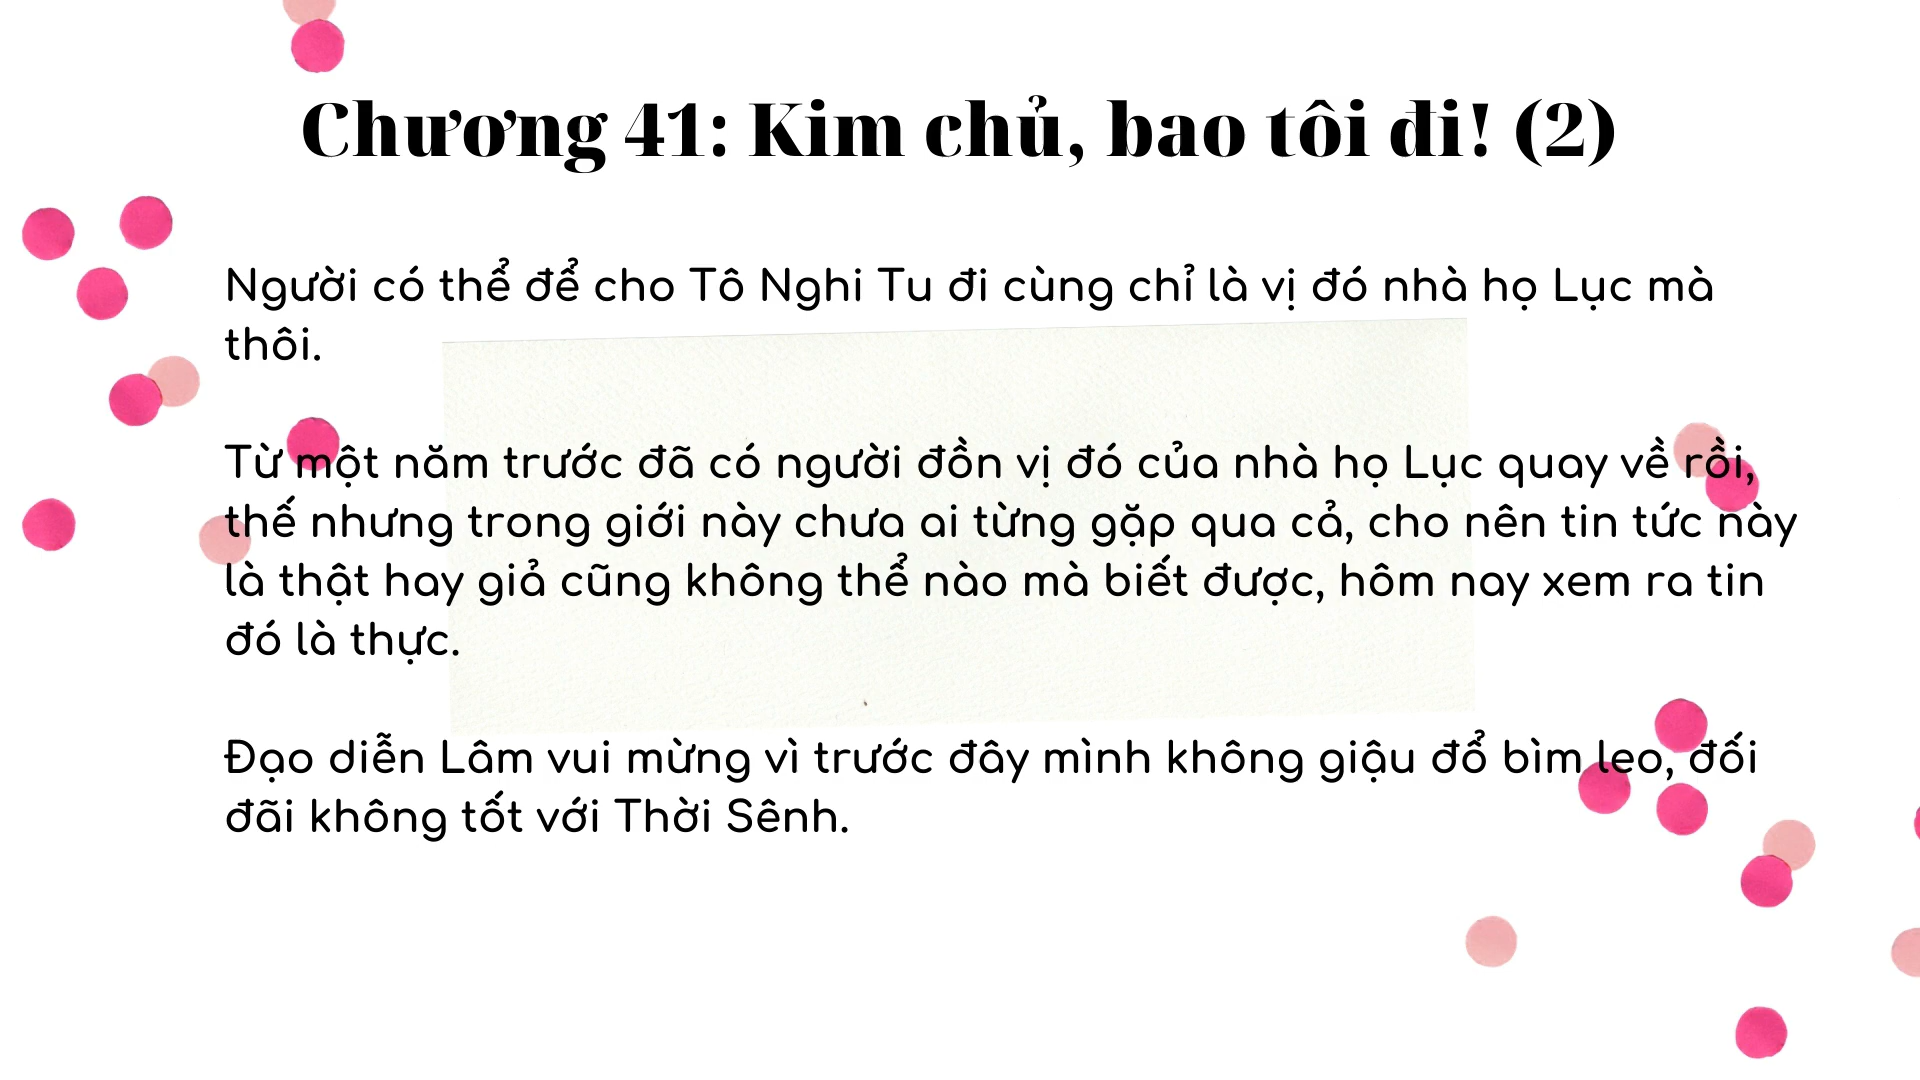 Chương 41: Kim chủ, bao tôi đi! (2)
Người có thể để cho Tô Nghi Tu đi cùng chỉ là vị đó nhà họ Lục mà
thôi.
Từ một năm trước đã có người đồn vị đó của nhà họ Lục quay về rồi,
thế nhưng trong giới này chưa ai từng gặp qua cả, cho nên tin tức này
là thật hay giả cũng không thể nào mà biết được, hôm nay xem ra tin
đó là thực.
Đạo diễn Lâm vui mừng vì trước đây mình không giậu đổ bìm leo, đối
đãi không tốt với Thời Sênh.